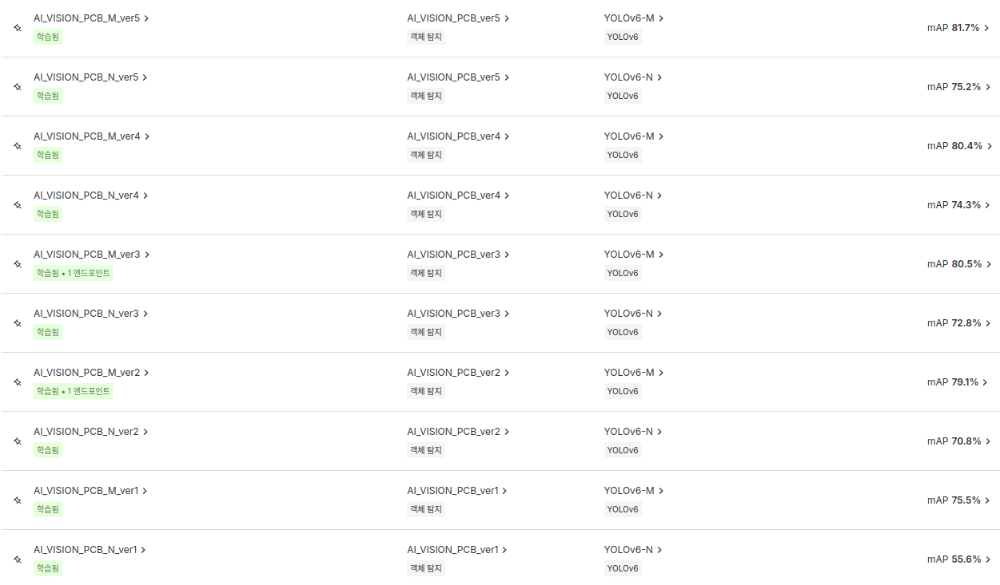 AI_VISION_PCB_M_ver5 AI_VISION_PCB_ver5 YOLOv6-M
학습됨 객체 탐지 YOLOv6 mAP 81.7%
AI_VISION_PCB_N_ver5 AI_VISION_PCB_ver5 YOLOv6-N
학습됨 객체 탐지 YOLOv6 mAP 75.2%
AI_VISION_PCB_M_ver4 AI_VISION_PCB_ver4 YOLOv6-M
학습됨 객체 탐지 YOLOv6 mAP 80.4%
AI_VISION_PCB_N_ver4 AI_VISION_PCB_ver4 YOLOv6-N
학습됨 객체 탐지 YOLOv6 mAP 74.3%
AI_VISION_PCB_M_ver3 AI_VISION_PCB_ver3 YOLOv6-M
학습됨 • 1 엔드포인트 객체 탐지 YOLOv6 mAP 80.5%
AI_VISION_PCB_N_ver3 AI_VISION_PCB_ver3 YOLOv6-N
학습됨 객체 탐지 YOLOv6 mAP 72.8%
AI_VISION_PCB_M_ver2 AI_VISION_PCB_ver2 YOLOv6-M
학습됨 • 1 엔드포인트 객체 탐지 YOLOv6 mAP 79.1%
AI_VISION_PCB_N_ver2 AI_VISION_PCB_ver2 YOLOv6-N
학습됨 객체 탐지 YOLOv6 mAP 70.8%
AI_VISION_PCB_M_ver1 AI_VISION_PCB_ver1 YOLOv6-M
학습됨 객체 탐지 YOLOv6 mAP 75.5%
AI_VISION_PCB_N_ver1 AI_VISION_PCB_ver1 YOLOv6-N
학습됨 객체 탐지 YOLOv6 mAP 55.6%